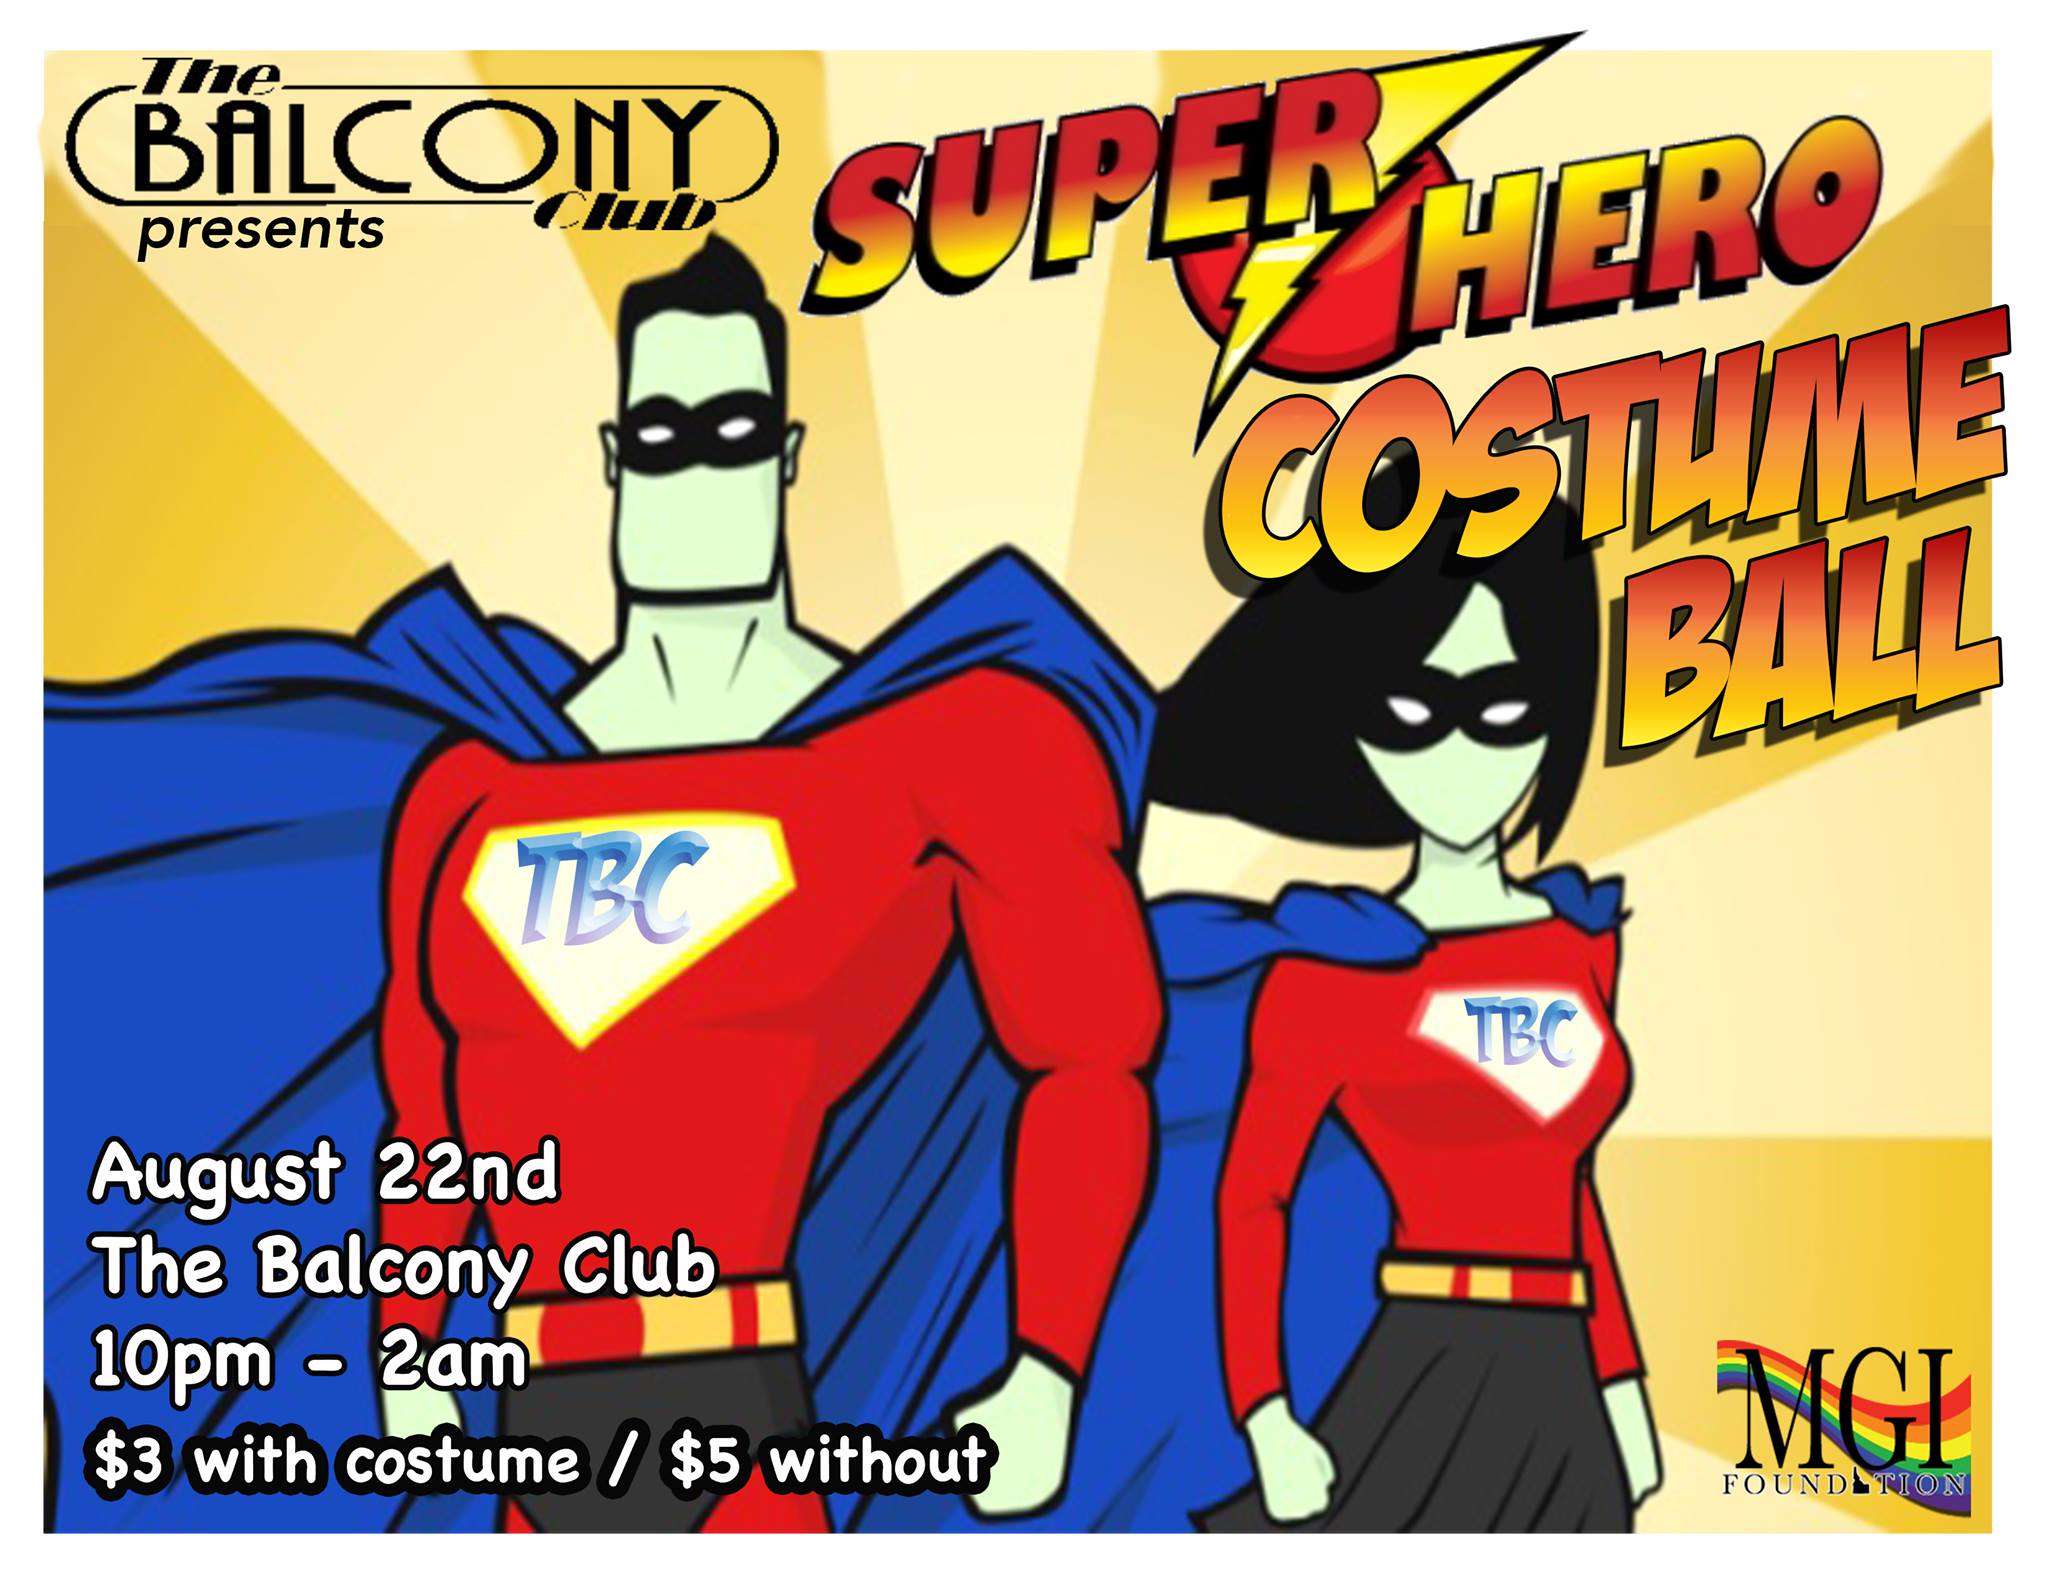 The
BALCONY
Club
presents
SUPER HERO
COSTUME
BALL
TBC
TBC
August 22nd
The Balcony Club
10pm - 2am
$3 with costume / $5 without
MGI
FOUNDATION